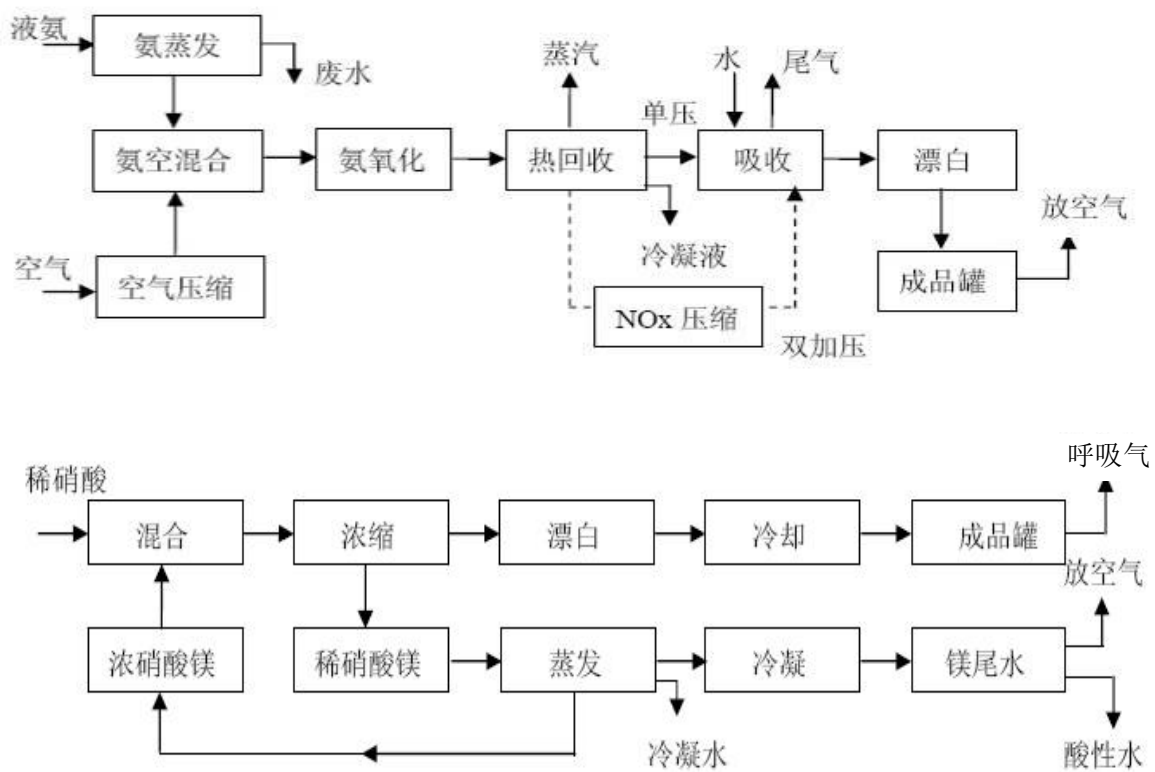 液氨
氨蒸发
废水
蒸汽
水
尾气
单压
氨空混合
氨氧化
热回收
吸收
漂白
放空气
冷凝液
空气
空气压缩
成品罐
NOx 压缩
双加压
呼吸气
稀硝酸
混合
浓缩
漂白
冷却
成品罐
放空气
浓硝酸镁
稀硝酸镁
蒸发
冷凝
镁尾水
冷凝水
酸性水